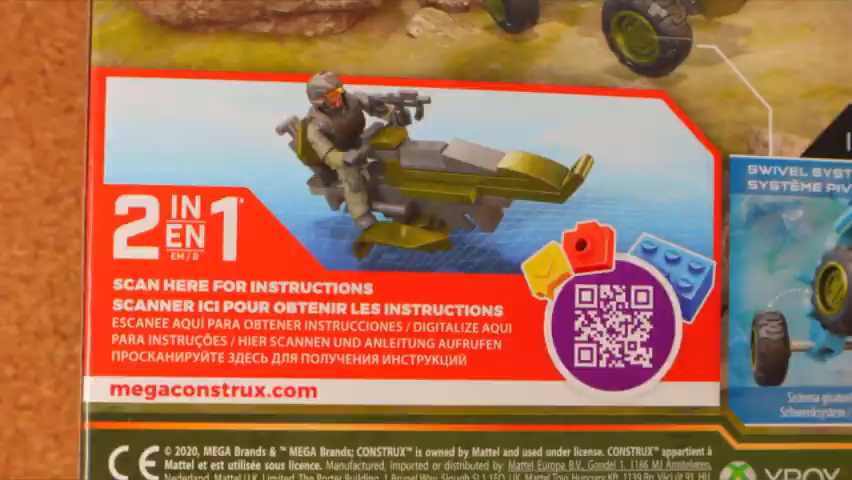 2 IN EN EM / В 1*
SCAN HERE FOR INSTRUCTIONS
SCANNER ICI POUR OBTENIR LES INSTRUCTIONS
ESCANEE AQUÍ PARA OBTENER INSTRUCCIONES / DIGITALIZE AQUI
PARA INSTRUÇÕES / HIER SCANNEN UND ANLEITUNG AUFRUFEN
ПРОСКАНИРУЙТЕ ЗДЕСЬ ДЛЯ ПОЛУЧЕНИЯ ИНСТРУКЦИЙ
megaconstrux.com
SWIVEL SYST
SYSTÈME PIV
Sistema
Schwenksystem /
CE © 2020, MEGA Brands & ™ MEGA Brands; CONSTRUX™ is owned by Mattel and used under license. CONSTRUX™ appartient à
Mattel et est utilisée sous licence. Manufactured, imported or distributed by: Mattel Europa B.V., Gondel 1, 1186 MJ Amstelveen,
XBOX